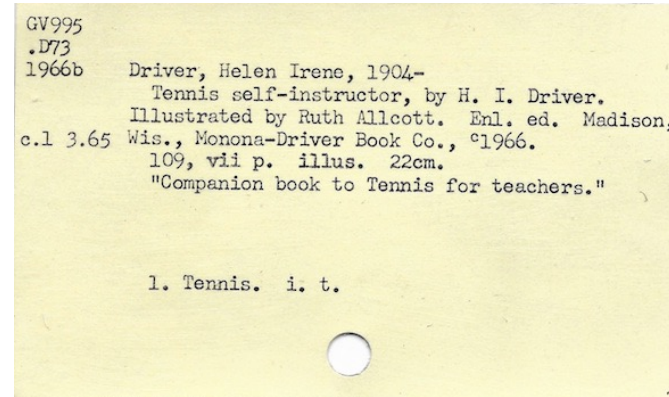 GV995
.D73
1966b Driver, Helen Irene, 1904-
Tennis self-instructor, by H. I. Driver.
Illustrated by Ruth Allcott. Enl. ed. Madison,
c.1 3.65 Wis., Monona-Driver Book Co., ©1966.
109, vii p. illus. 22cm.
"Companion book to Tennis for teachers."
1. Tennis. i. t.